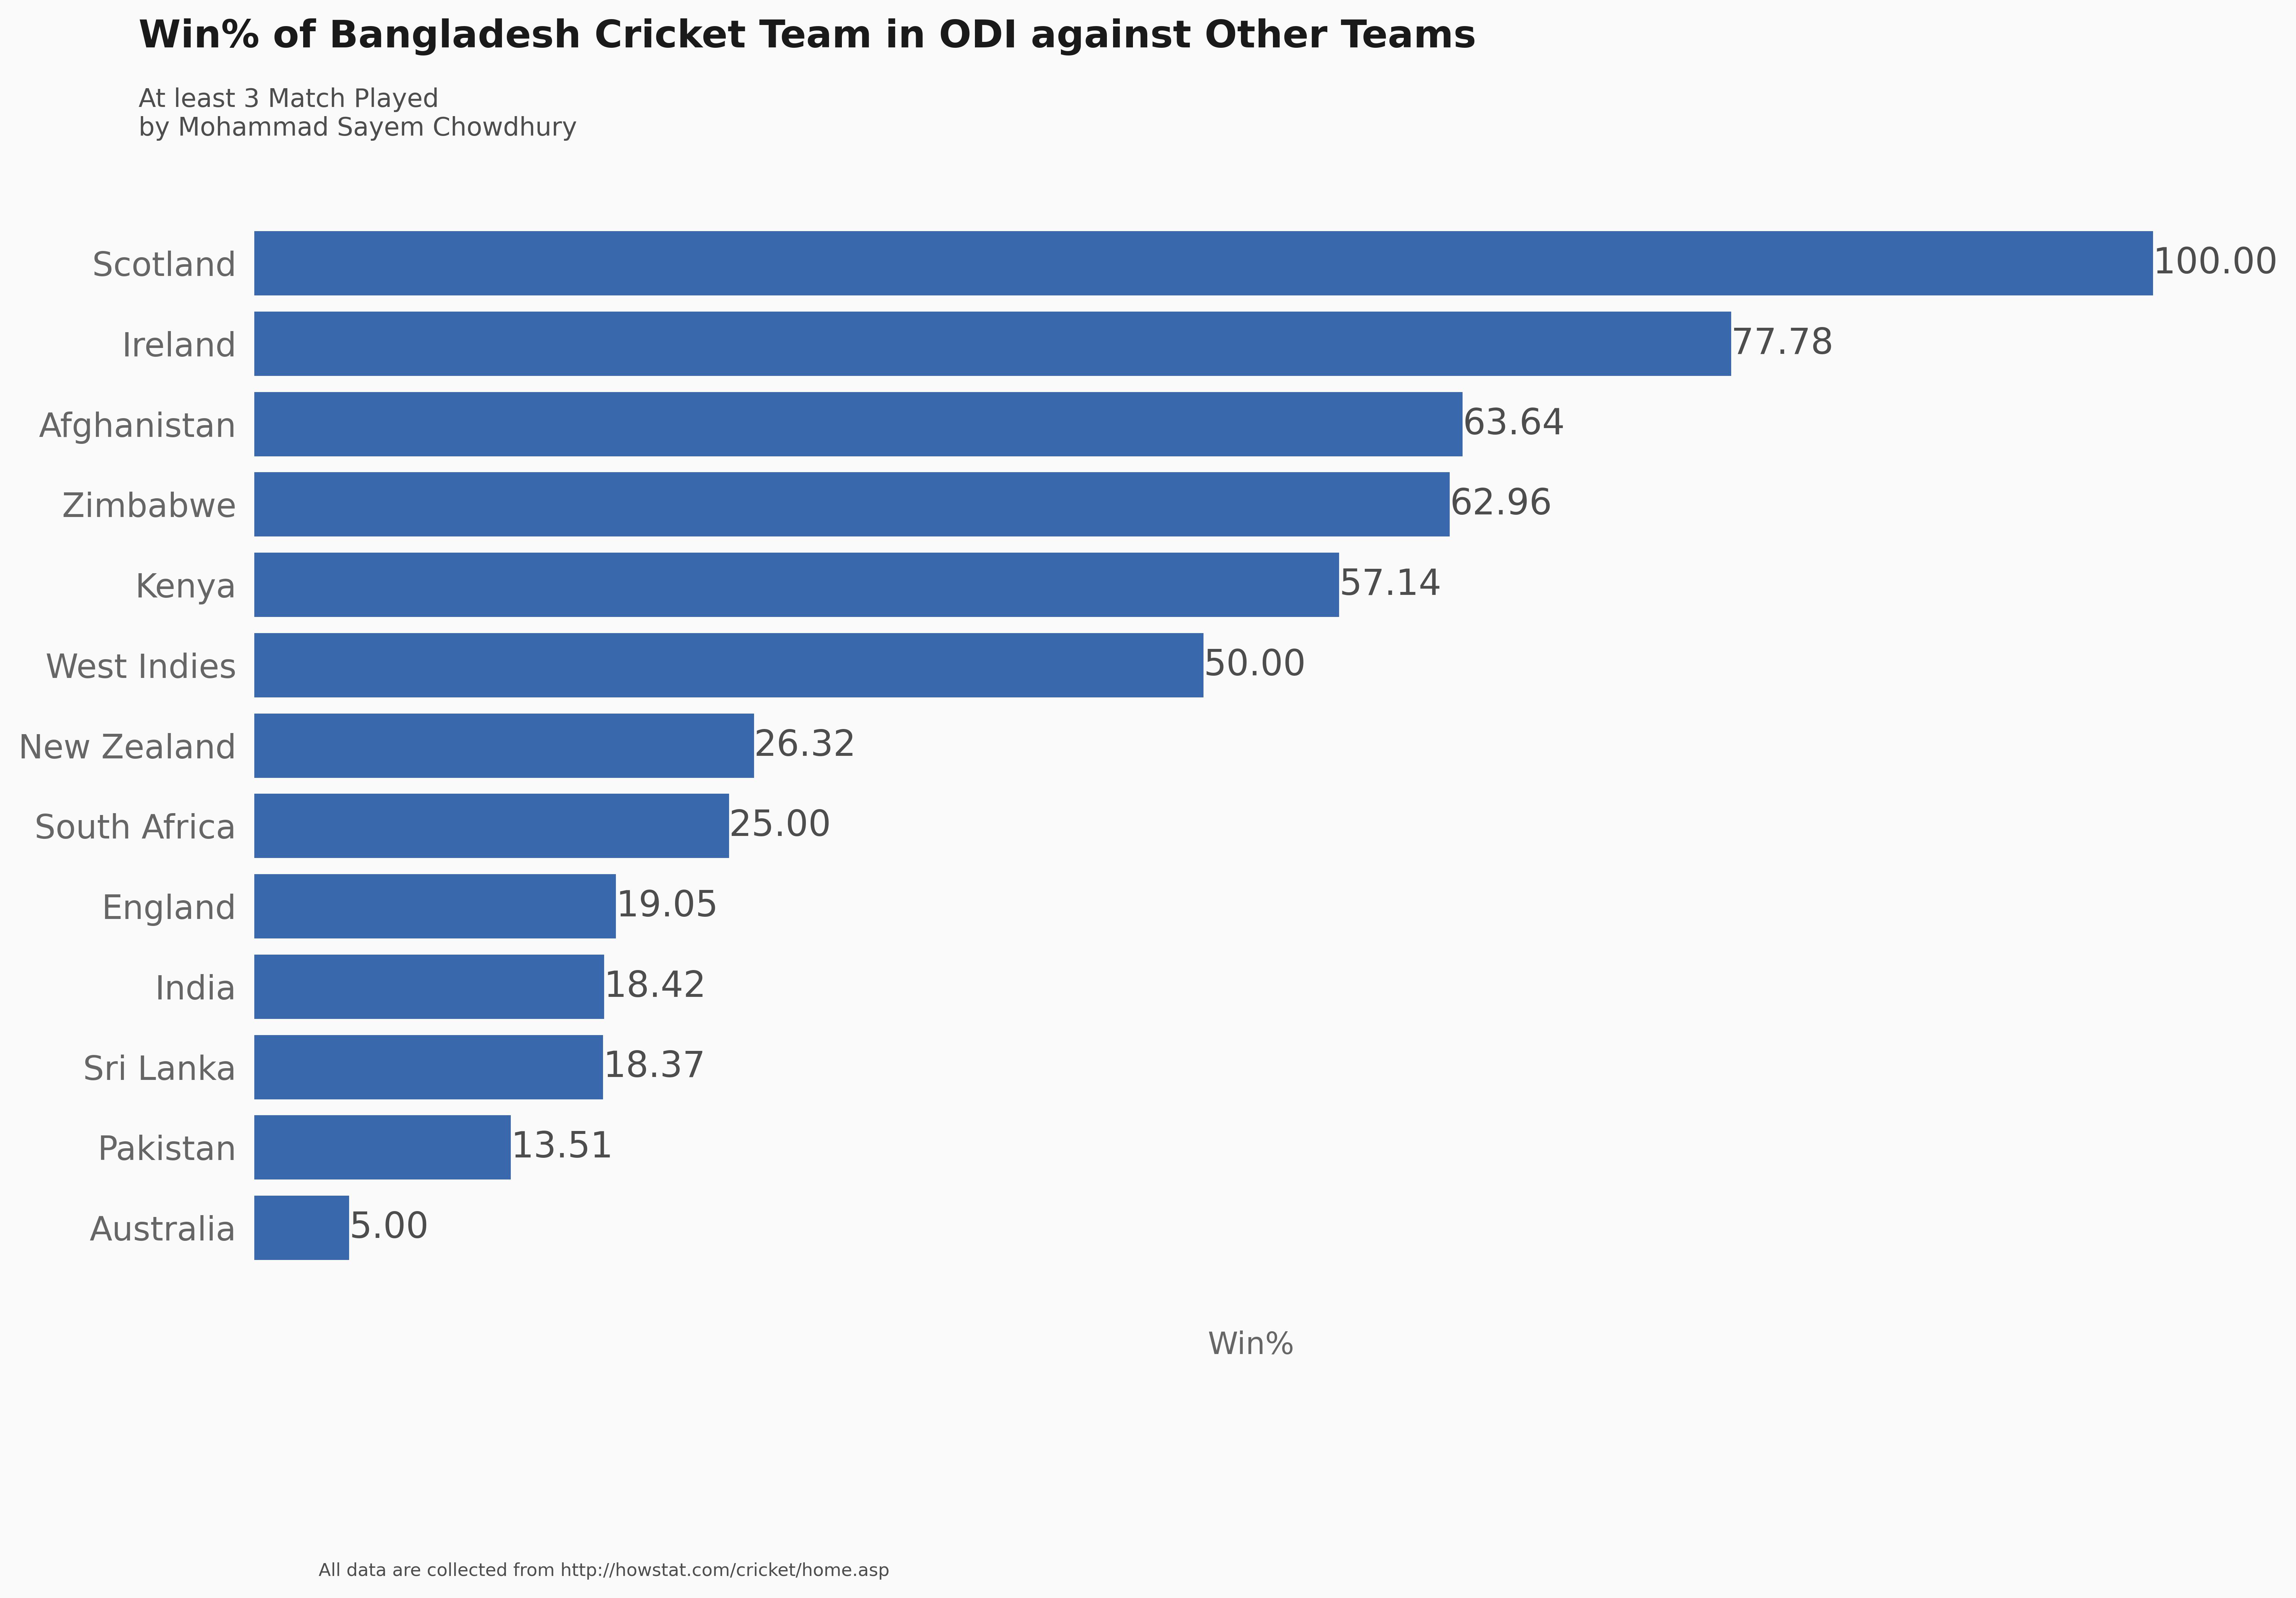 Win% of Bangladesh Cricket Team in ODI against Other Teams
At least 3 Match Played
by Mohammad Sayem Chowdhury
Scotland 100.00
Ireland 77.78
Afghanistan 63.64
Zimbabwe 62.96
Kenya 57.14
West Indies 50.00
New Zealand 26.32
South Africa 25.00
England 19.05
India 18.42
Sri Lanka 18.37
Pakistan 13.51
Australia 5.00
Win%
All data are collected from http://howstat.com/cricket/home.asp